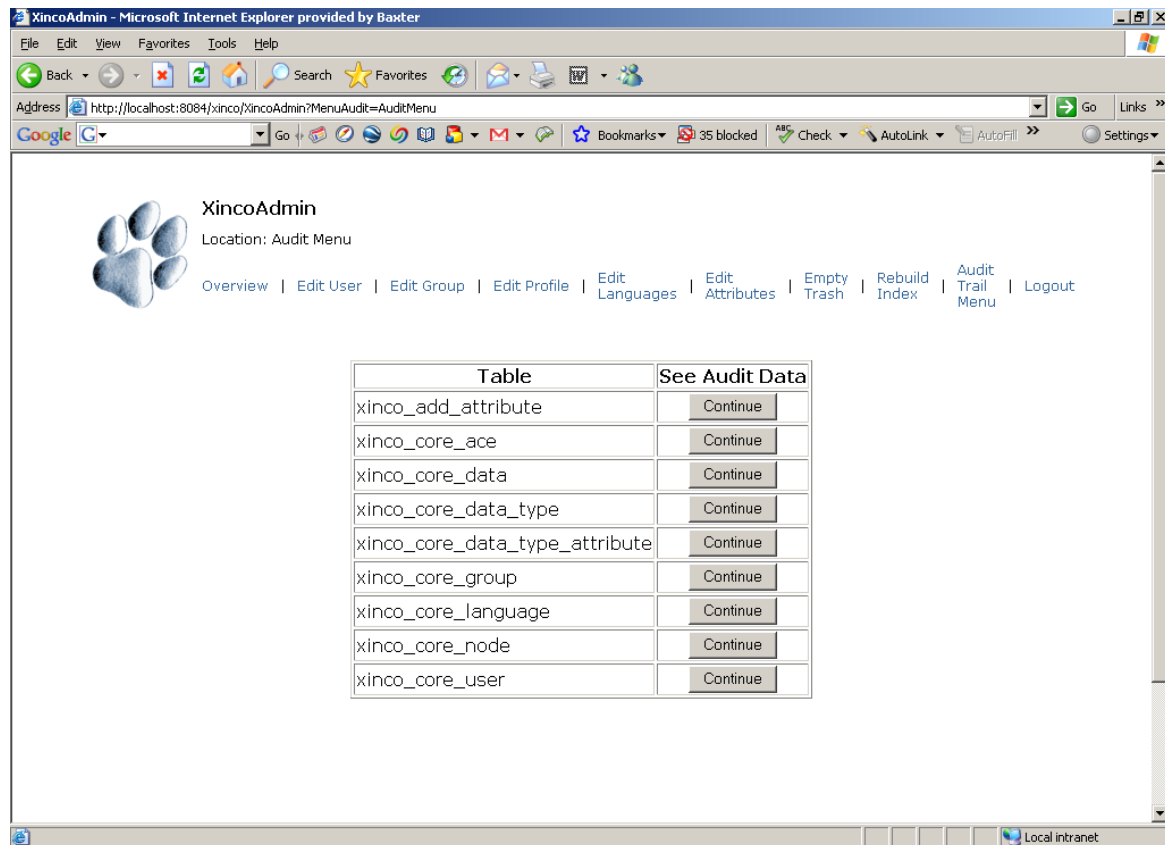 XincoAdmin - Microsoft Internet Explorer provided by Baxter
File Edit View Favorites Tools Help
Back Search Favorites
Address http://localhost:8084/xinco/XincoAdmin?MenuAudit=AuditMenu Go Links »
Google G Go Bookmarks 35 blocked ABC Check AutoLink AutoFill » Settings
XincoAdmin
Location: Audit Menu
Overview | Edit User | Edit Group | Edit Profile | Edit Languages | Edit Attributes | Empty Trash | Rebuild Index | Audit Trail Menu | Logout
Table See Audit Data
xinco_add_attribute Continue
xinco_core_ace Continue
xinco_core_data Continue
xinco_core_data_type Continue
xinco_core_data_type_attribute Continue
xinco_core_group Continue
xinco_core_language Continue
xinco_core_node Continue
xinco_core_user Continue
Local intranet